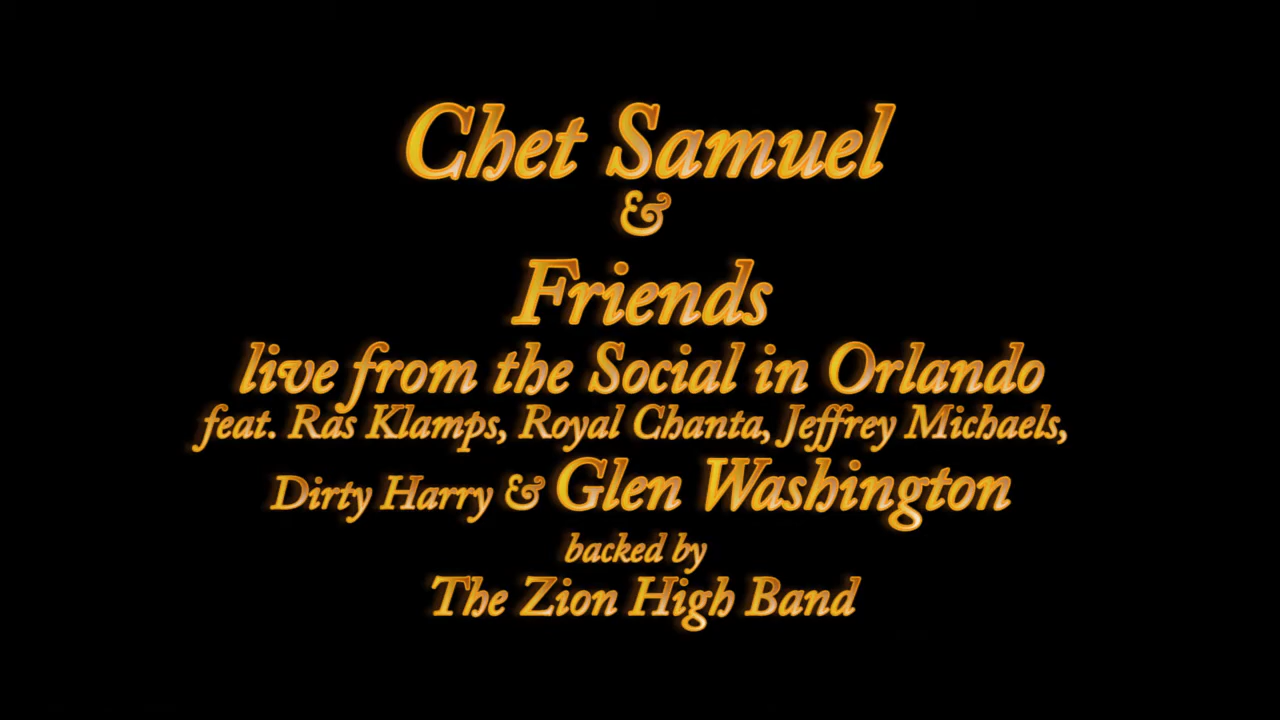 Chet Samuel
&
Friends
live from the Social in Orlando
feat. Ras Klamps, Royal Chanta, Jeffrey Michaels,
Dirty Harry & Glen Washington
backed by
The Zion High Band